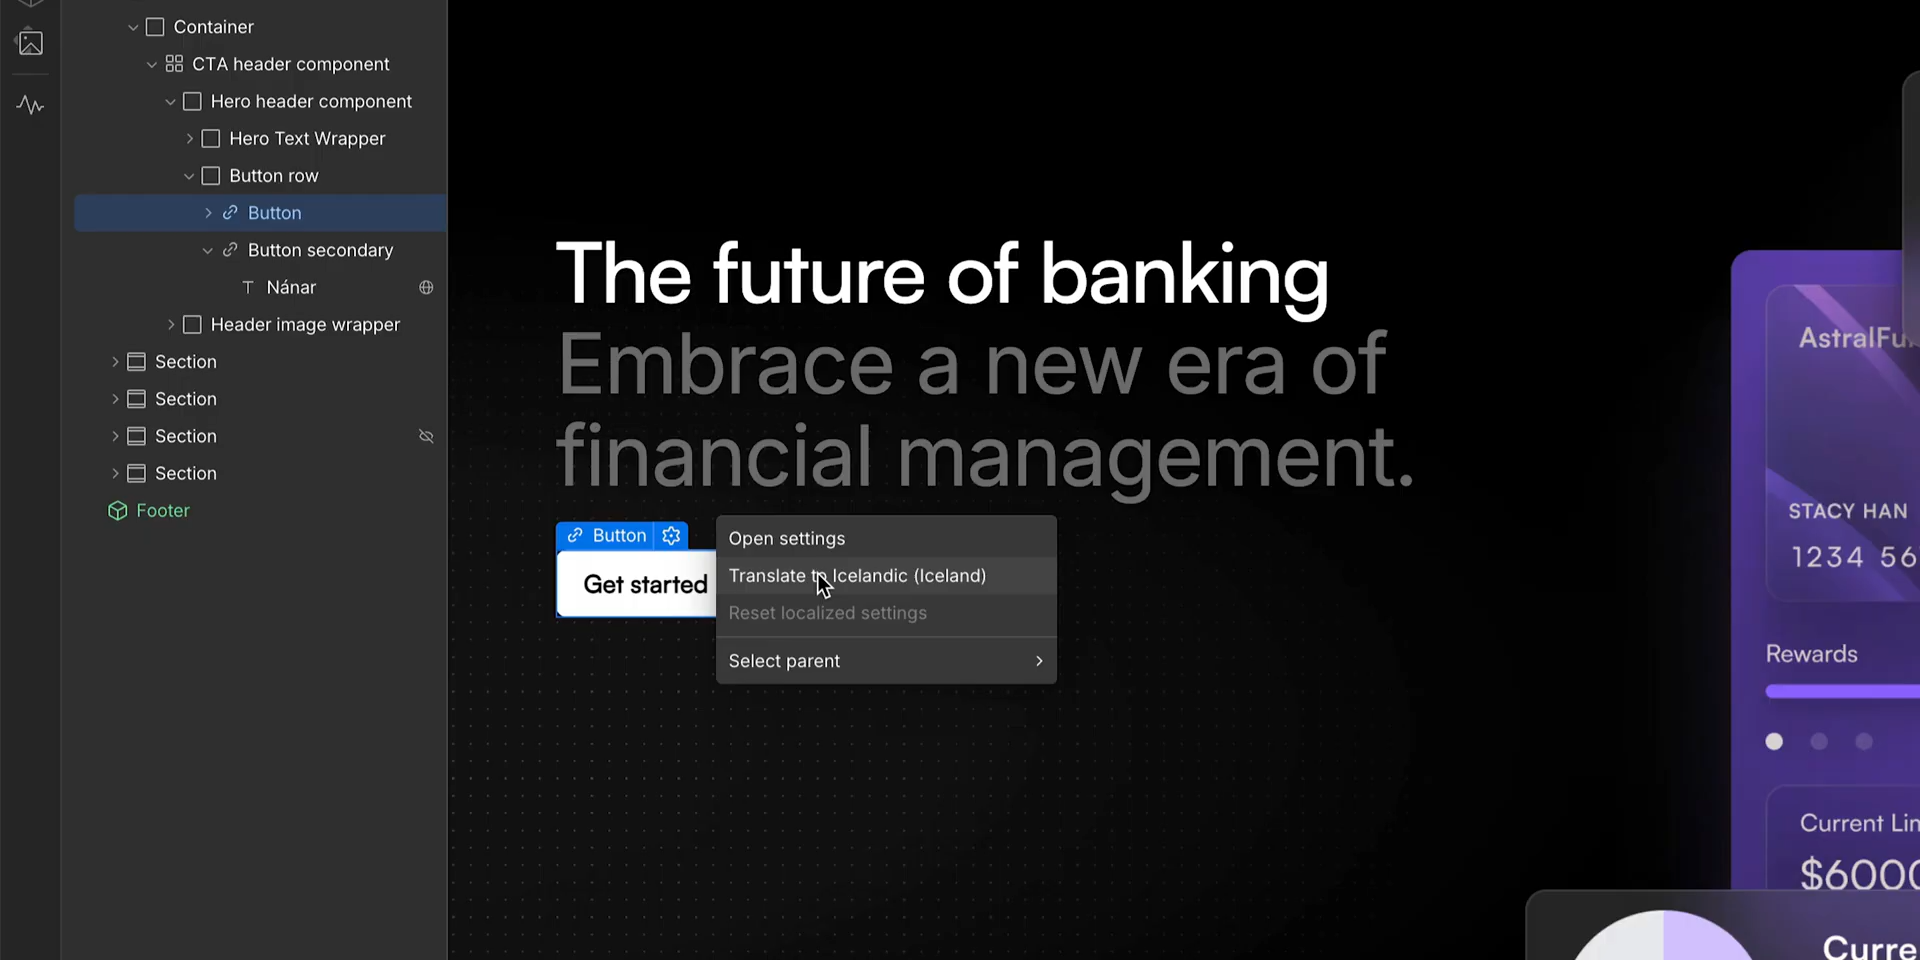 Container
CTA header component
Hero header component
Hero Text Wrapper
Button row
Button
Button secondary
Nánar
Header image wrapper
Section
Section
Section
Section
Footer
The future of banking
Embrace a new era of
financial management.
Button
Get started
Open settings
Translate to Icelandic (Iceland)
Reset localized settings
Select parent
STACY HAN
1234
Rewards
Current